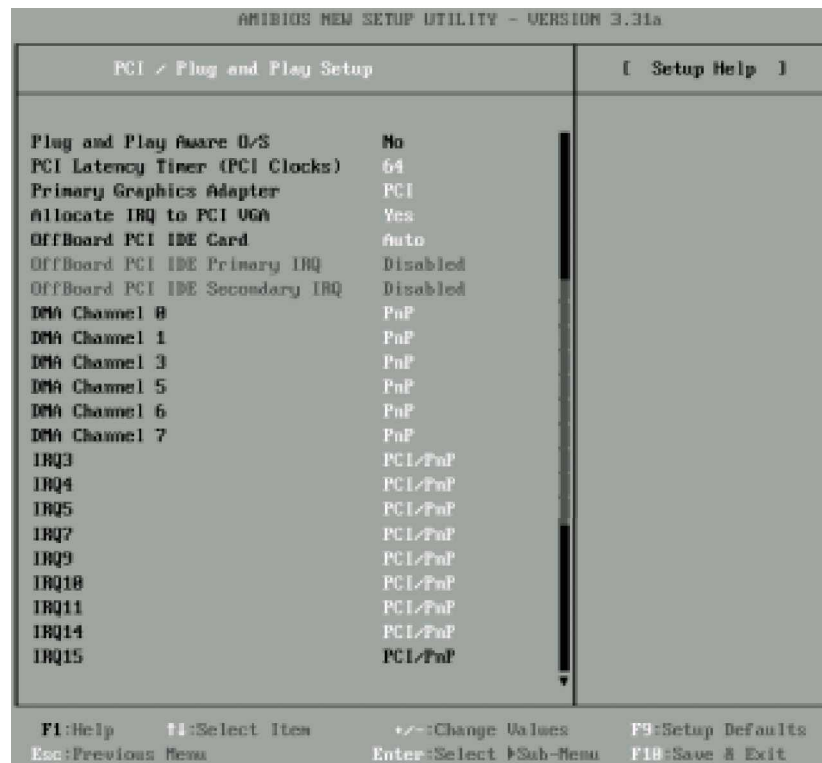 AMIBIOS NEW SETUP UTILITY - VERSION 3.31a
PCI / Plug and Play Setup
[ Setup Help ]
Plug and Play Aware O/S No
PCI Latency Timer (PCI Clocks) 64
Primary Graphics Adapter PCI
Allocate IRQ to PCI VGA Yes
OffBoard PCI IDE Card Auto
OffBoard PCI IDE Primary IRQ Disabled
OffBoard PCI IDE Secondary IRQ Disabled
DMA Channel 0 PnP
DMA Channel 1 PnP
DMA Channel 3 PnP
DMA Channel 5 PnP
DMA Channel 6 PnP
DMA Channel 7 PnP
IRQ3 PCI/PnP
IRQ4 PCI/PnP
IRQ5 PCI/PnP
IRQ7 PCI/PnP
IRQ9 PCI/PnP
IRQ10 PCI/PnP
IRQ11 PCI/PnP
IRQ14 PCI/PnP
IRQ15 PCI/PnP
F1:Help ↑↓:Select Item +/-:Change Values F9:Setup Defaults
Esc:Previous Menu Enter:Select ▶Sub-Menu F10:Save & Exit